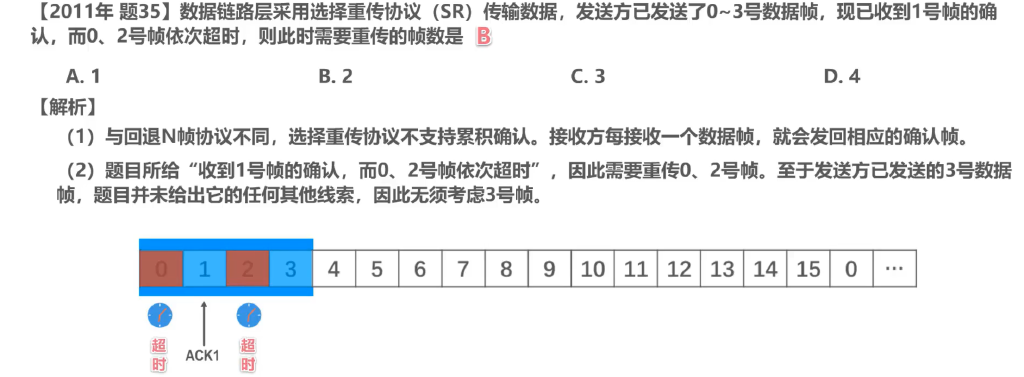 【2011年 题35】数据链路层采用选择重传协议（SR）传输数据，发送方已发送了0~3号数据帧，现已收到1号帧的确
认，而0、2号帧依次超时，则此时需要重传的帧数是 B
A. 1 B. 2 C. 3 D. 4
【解析】
（1）与回退N帧协议不同，选择重传协议不支持累积确认。接收方每接收一个数据帧，就会发回相应的确认帧。
（2）题目所给“收到1号帧的确认，而0、2号帧依次超时”，因此需要重传0、2号帧。至于发送方已发送的3号数据
帧，题目并未给出它的任何其他线索，因此无须考虑3号帧。
0 1 2 3 4 5 6 7 8 9 10 11 12 13 14 15 0 …
超时 ACK1 超时